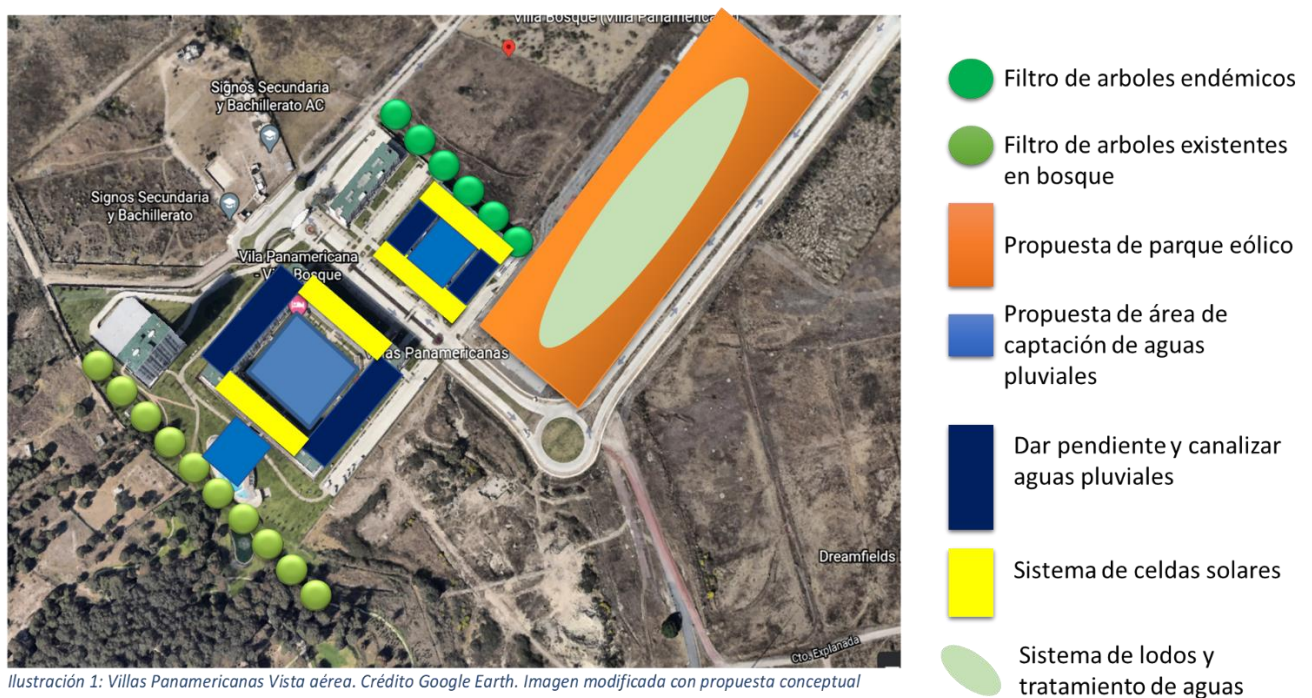 Villa Bosque (Villa Panamericana)
Signos Secundaria
y Bachillerato AC
Signos Secundaria
y Bachillerato
Vila Panamericana
Bosque
Villas Panamericanas
Dreamfields
Cto. Explanada
Filtro de arboles endémicos
Filtro de arboles existentes
en bosque
Propuesta de parque eólico
Propuesta de área de
captación de aguas
pluviales
Dar pendiente y canalizar
aguas pluviales
Sistema de celdas solares
Sistema de lodos y
tratamiento de aguas
Ilustración 1: Villas Panamericanas Vista aérea. Crédito Google Earth. Imagen modificada con propuesta conceptual